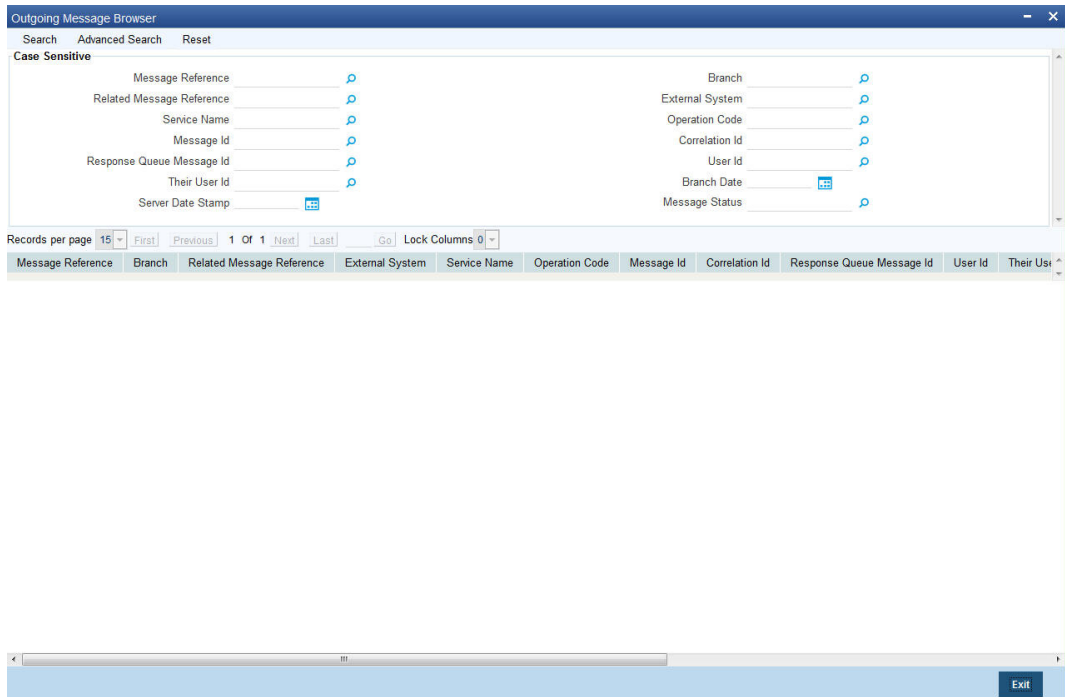 Outgoing Message Browser
Search Advanced Search Reset
Case Sensitive
Message Reference
Related Message Reference
Service Name
Message Id
Response Queue Message Id
Their User Id
Server Date Stamp
Branch
External System
Operation Code
Correlation Id
User Id
Branch Date
Message Status
Records per page 15 First Previous 1 Of 1 Next Last Go Lock Columns 0
Message Reference Branch Related Message Reference External System Service Name Operation Code Message Id Correlation Id Response Queue Message Id User Id Their Use
Exit